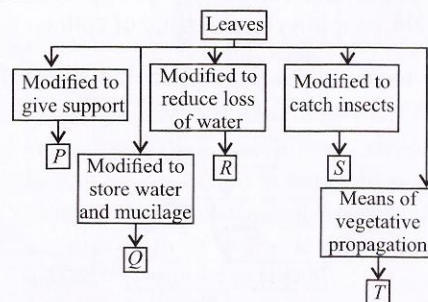 Leaves
Modified to
give support
Modified to
reduce loss
of water
Modified to
catch insects
P
R
S
Modified to
store water
and mucilage
Means of
vegetative
propagation
Q
T